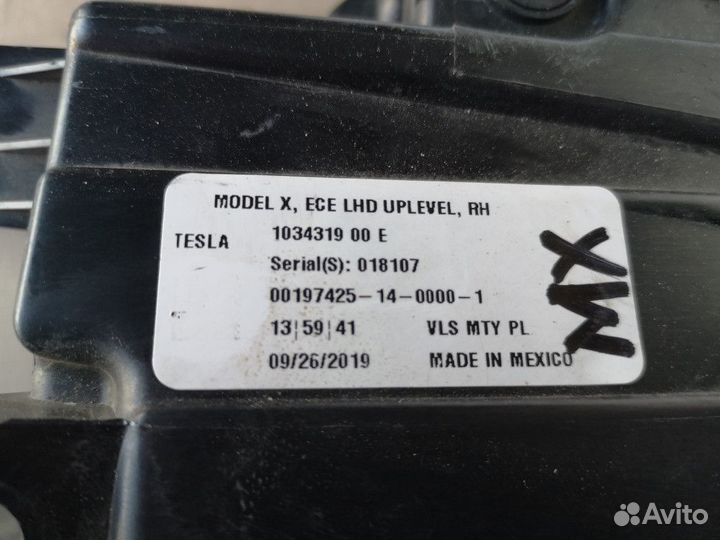 MODEL X, ECE LHD UPLEVEL, RH
TESLA 1034319 00 E
Serial(S): 018107
00197425-14-0000-1
13|59|41 VLS MTY PL
09/26/2019 MADE IN MEXICO
MX
Avito